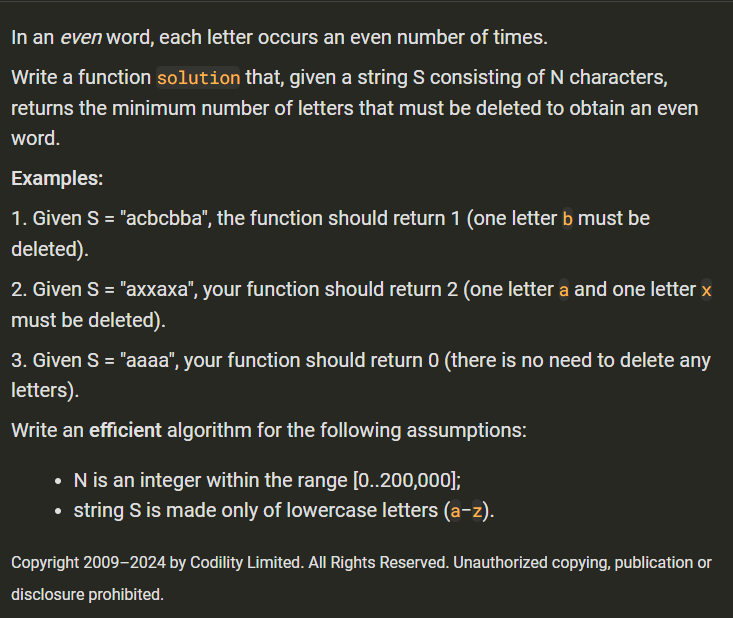 In an even word, each letter occurs an even number of times.
Write a function solution that, given a string S consisting of N characters,
returns the minimum number of letters that must be deleted to obtain an even
word.
Examples:
1. Given S = "acbcbba", the function should return 1 (one letter b must be
deleted).
2. Given S = "axxaxa", your function should return 2 (one letter a and one letter x
must be deleted).
3. Given S = "aaaa", your function should return 0 (there is no need to delete any
letters).
Write an efficient algorithm for the following assumptions:
• N is an integer within the range [0..200,000];
• string S is made only of lowercase letters (a-z).
Copyright 2009–2024 by Codility Limited. All Rights Reserved. Unauthorized copying, publication or
disclosure prohibited.